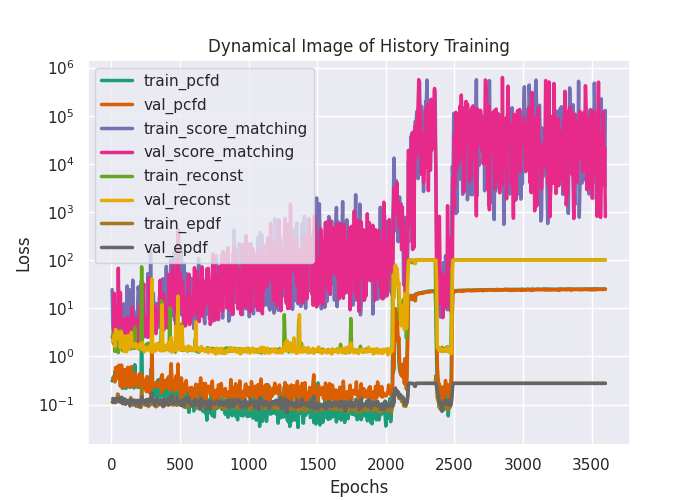 Dynamical Image of History Training
10^6
10^5
10^4
10^3
10^2
10^1
10^0
10^−1
Loss
train_pcfd
val_pcfd
train_score_matching
val_score_matching
train_reconst
val_reconst
train_epdf
val_epdf
0 500 1000 1500 2000 2500 3000 3500
Epochs